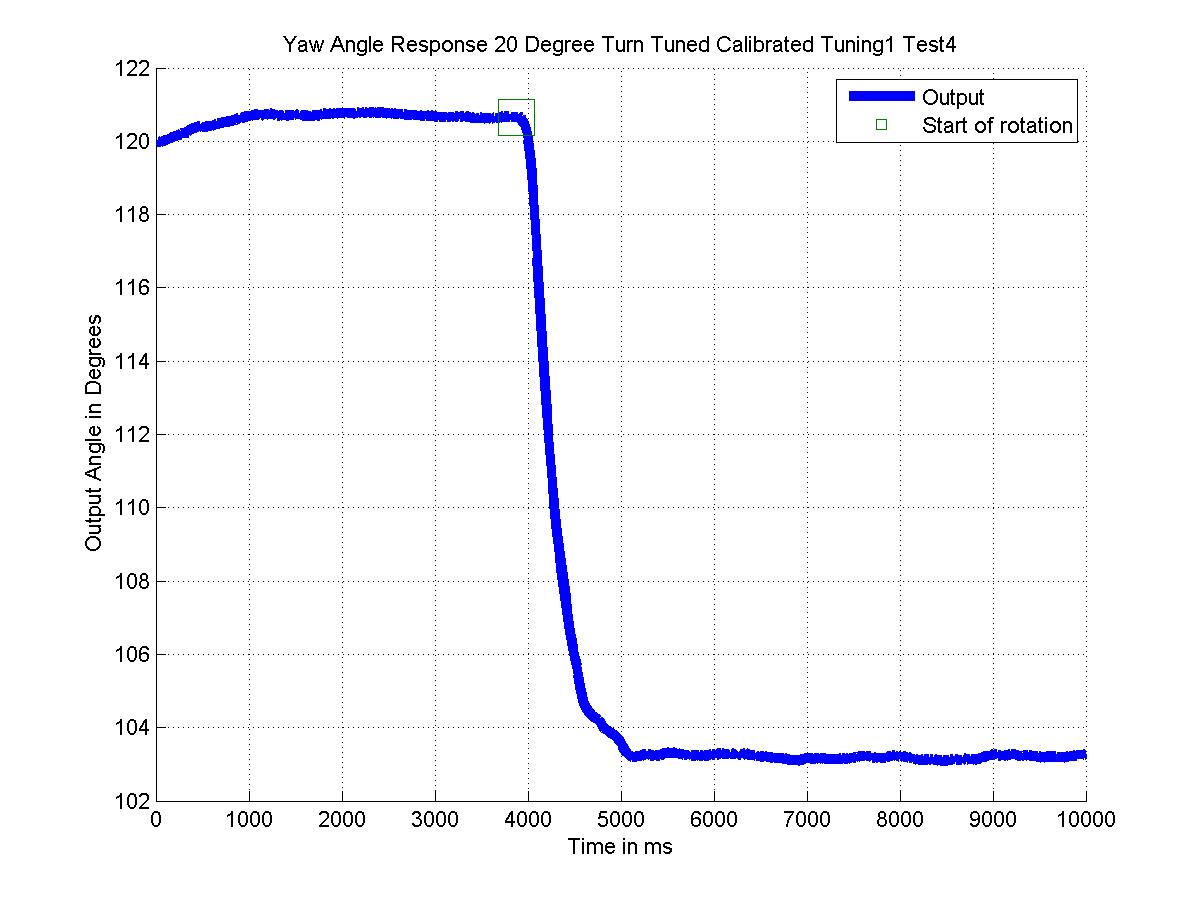 Yaw Angle Response 20 Degree Turn Tuned Calibrated Tuning1 Test4
Output
Start of rotation
Output Angle in Degrees
122
120
118
116
114
112
110
108
106
104
102
0 1000 2000 3000 4000 5000 6000 7000 8000 9000 10000
Time in ms